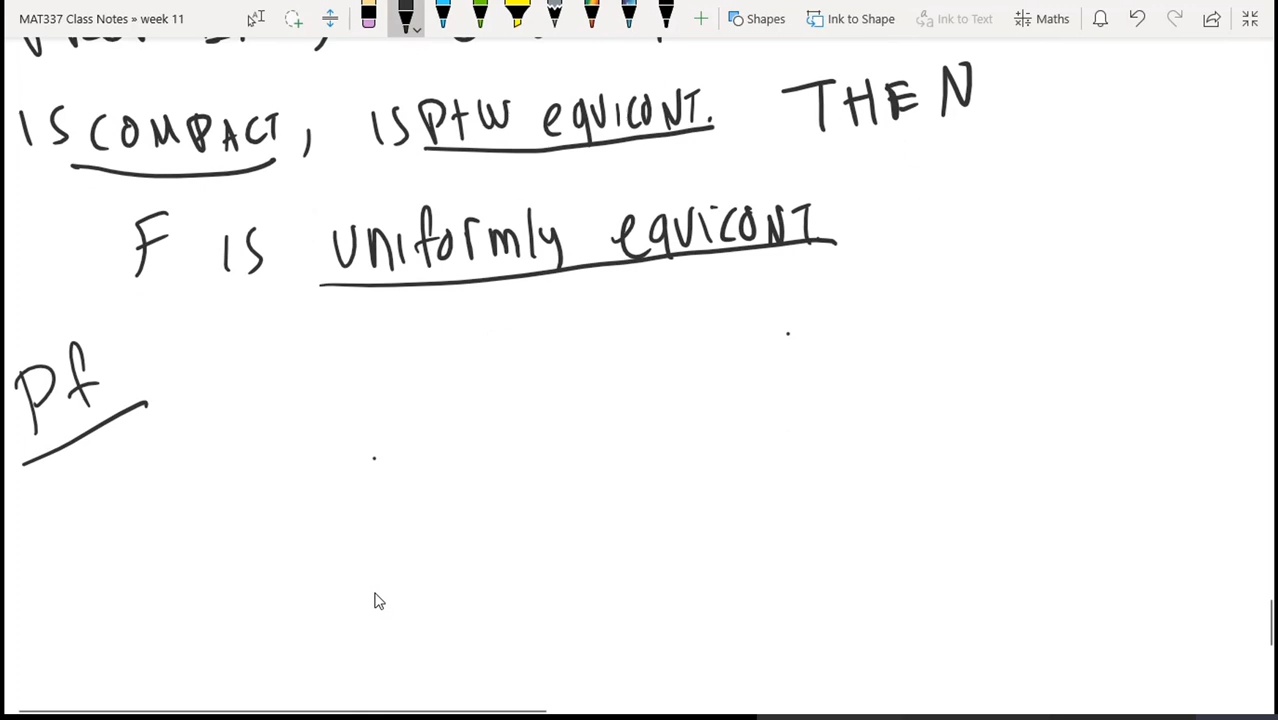 MAT337 Class Notes » week 11
Shapes
Ink to Shape
Ink to Text
Maths
IS COMPACT, IS PtW equicont. THEN
F IS uniformly equicont
Pf